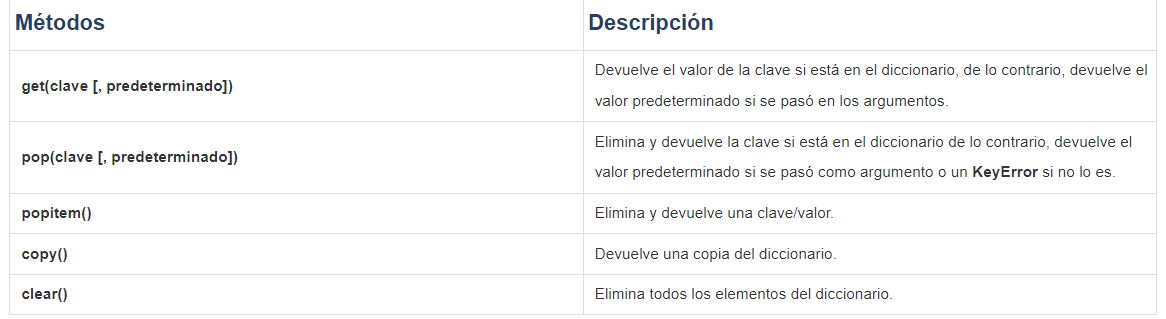 Métodos
Descripción
get(clave [, predeterminado])
Devuelve el valor de la clave si está en el diccionario, de lo contrario, devuelve el
valor predeterminado si se pasó en los argumentos.
pop(clave [, predeterminado])
Elimina y devuelve la clave si está en el diccionario de lo contrario, devuelve el
valor predeterminado si se pasó como argumento o un KeyError si no lo es.
popitem()
Elimina y devuelve una clave/valor.
copy()
Devuelve una copia del diccionario.
clear()
Elimina todos los elementos del diccionario.